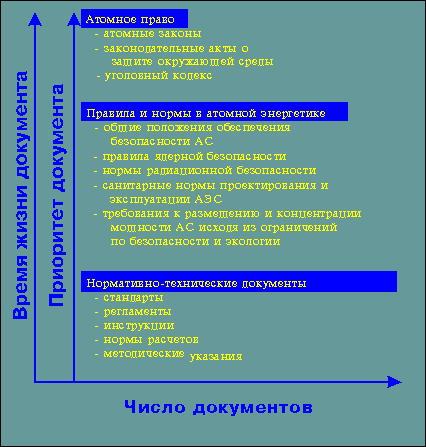 Атомное право
- атомные законы
- законодательные акты о
защите окружающей среды
- уголовный кодекс
Правила и нормы в атомной энергетике
- общие положения обеспечения
безопасности АС
- правила ядерной безопасности
- нормы радиационной безопасности
- санитарные нормы проектирования и
эксплуатации АЭС
- требования к размещению и концентрации
мощности АС исходя из ограничений
по безопасности и экологии
Нормативно-технические документы
- стандарты
- регламенты
- инструкции
- нормы расчетов
- методические указания
Время жизни документа
Приоритет документа
Число документов